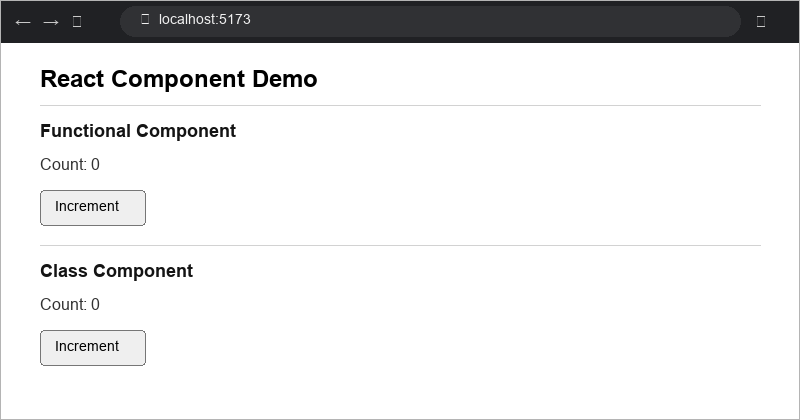 ← →
localhost:5173
React Component Demo
Functional Component
Count: 0
Increment
Class Component
Count: 0
Increment